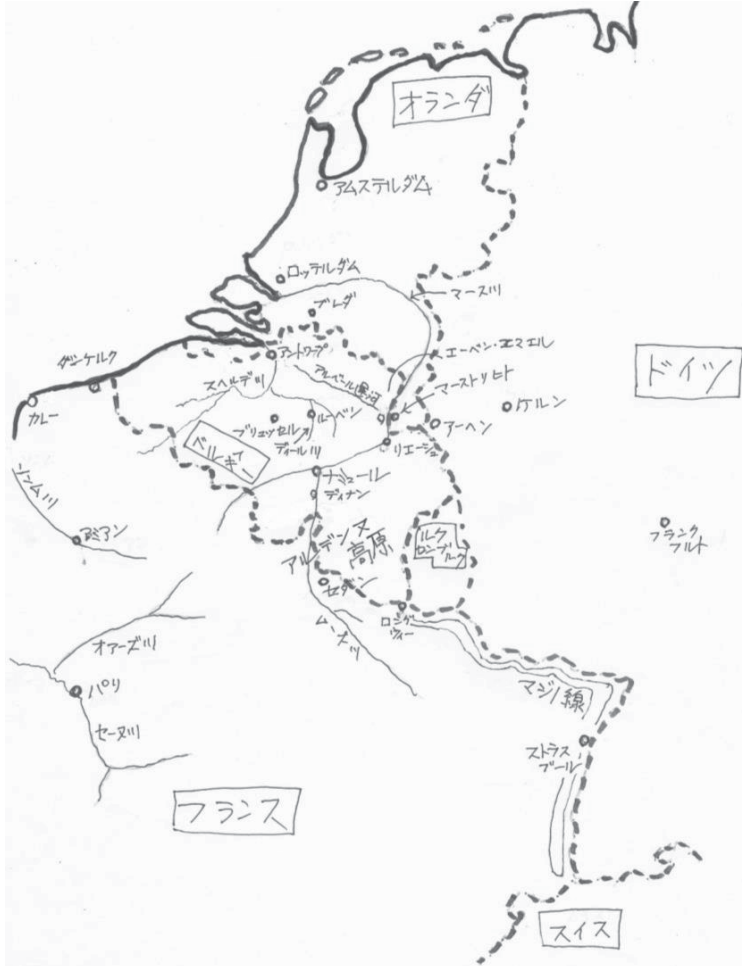 オランダ
アムステルダム
ロッテルダム
マース川
ブレダ
アントワープ
エーベン・エマエル
ダンケルク
スヘルデ川
アルベール運河
マーストリヒト
ドイツ
カレー
ルーベン
ケルン
ブリュッセル
アーヘン
ディール川
リエージュ
ベルギー
ナミュール
ディナン
ソンム川
アミアン
アルデンヌ
高原
ルク
センブ
ルク
フランク
フルト
セダン
ムーズ川
ロング
ウィー
オアーズ川
マジノ線
パリ
セーヌ川
ストラス
ブール
フランス
スイス